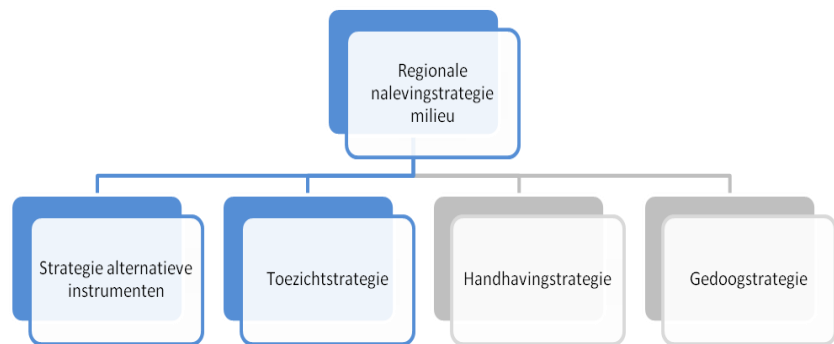 Regionale
nalevingstrategie
milieu
Strategie alternatieve
instrumenten
Toezichtstrategie
Handhavingstrategie
Gedoogstrategie